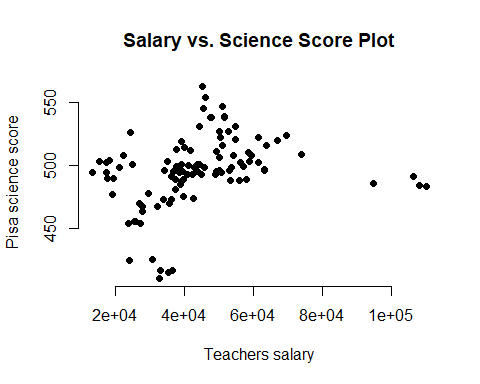 Salary vs. Science Score Plot
Pisa science score
550
500
450
2e+04 4e+04 6e+04 8e+04 1e+05
Teachers salary